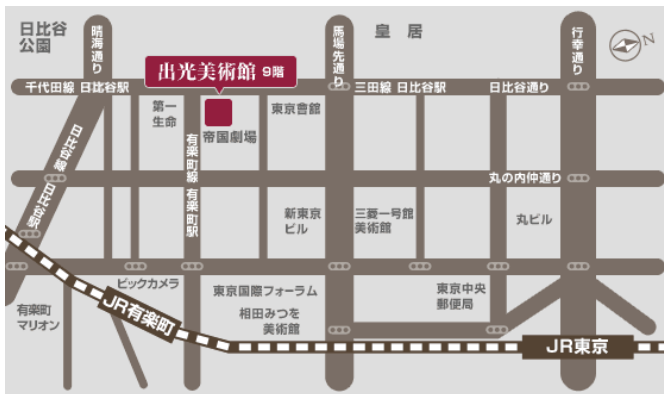 日比谷
公園
晴海通り
馬場先通り
皇 居
行幸通り
N
出光美術館 9階
千代田線 日比谷駅
三田線 日比谷駅
日比谷通り
第一
生命
帝国劇場
東京會館
日比谷線 日比谷駅
有楽町線 有楽町駅
丸の内仲通り
新東京
ビル
三菱一号館
美術館
丸ビル
ビックカメラ
東京国際フォーラム
東京中央
郵便局
有楽町
マリオン
JR有楽町
相田みつを
美術館
JR東京